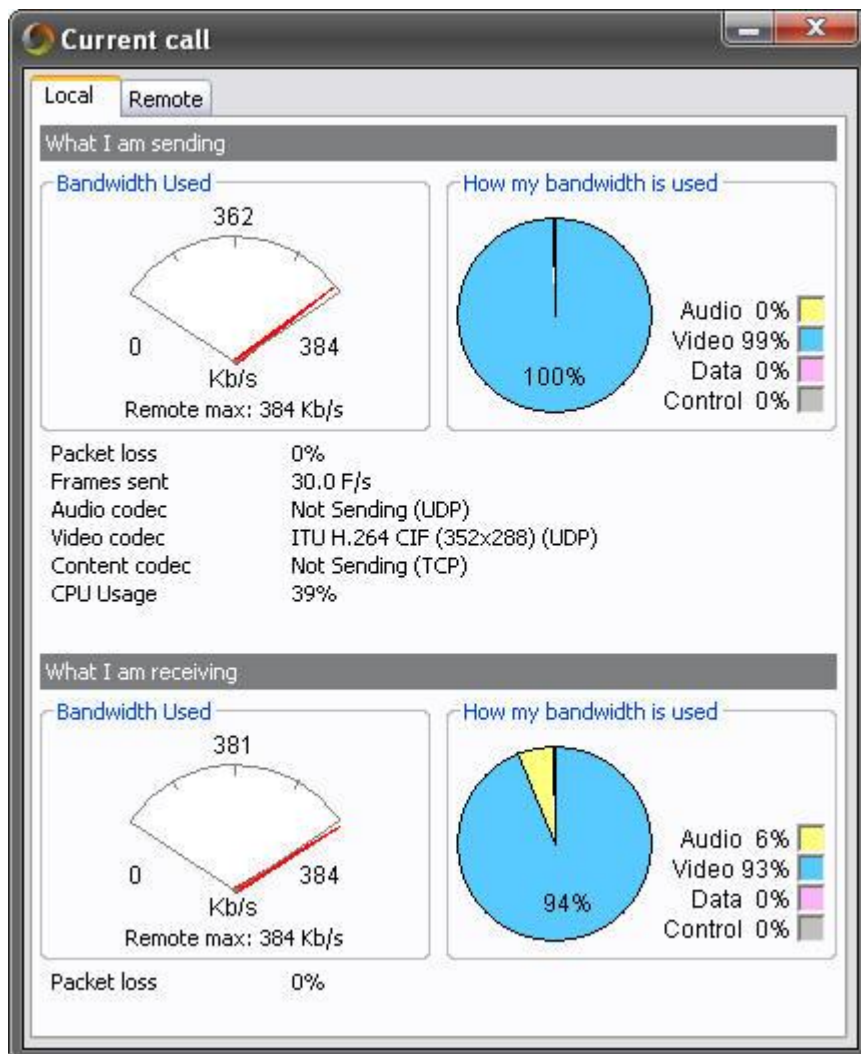 Current call
Local Remote
What I am sending
Bandwidth Used
362
0 384
Kb/s
Remote max: 384 Kb/s
How my bandwidth is used
100%
Audio 0%
Video 99%
Data 0%
Control 0%
Packet loss 0%
Frames sent 30.0 F/s
Audio codec Not Sending (UDP)
Video codec ITU H.264 CIF (352x288) (UDP)
Content codec Not Sending (TCP)
CPU Usage 39%
What I am receiving
Bandwidth Used
381
0 384
Kb/s
Remote max: 384 Kb/s
How my bandwidth is used
94%
Audio 6%
Video 93%
Data 0%
Control 0%
Packet loss 0%